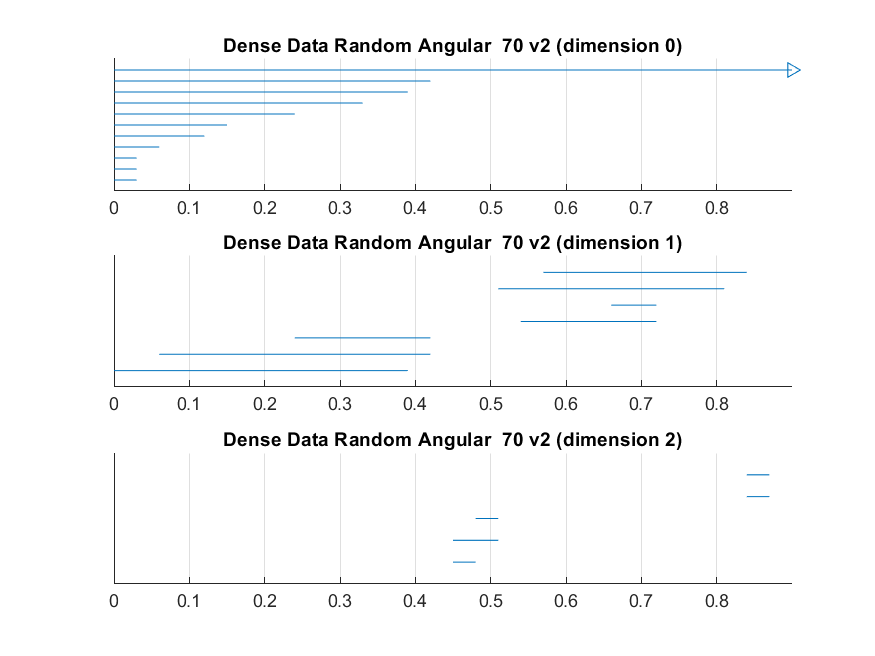 Dense Data Random Angular  70 v2 (dimension 0)
0 0.1 0.2 0.3 0.4 0.5 0.6 0.7 0.8
Dense Data Random Angular  70 v2 (dimension 1)
0 0.1 0.2 0.3 0.4 0.5 0.6 0.7 0.8
Dense Data Random Angular  70 v2 (dimension 2)
0 0.1 0.2 0.3 0.4 0.5 0.6 0.7 0.8